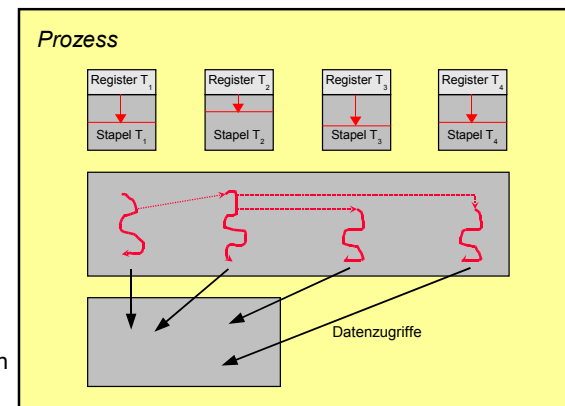 Prozess
Register T1
Register T2
Register T3
Register T4
Stapel T1
Stapel T2
Stapel T3
Stapel T4
Datenzugriffe
n